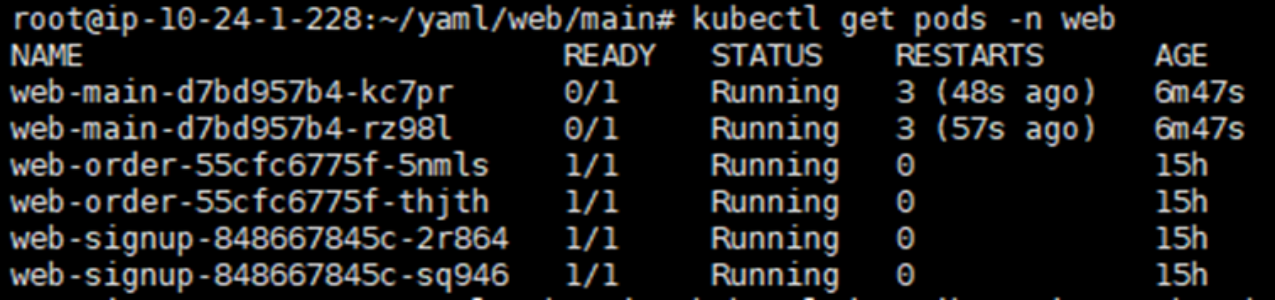 root@ip-10-24-1-228:~/yaml/web/main# kubectl get pods -n web
NAME READY STATUS RESTARTS AGE
web-main-d7bd957b4-kc7pr 0/1 Running 3 (48s ago) 6m47s
web-main-d7bd957b4-rz98l 0/1 Running 3 (57s ago) 6m47s
web-order-55cfc6775f-5nmls 1/1 Running 0 15h
web-order-55cfc6775f-thjth 1/1 Running 0 15h
web-signup-848667845c-2r864 1/1 Running 0 15h
web-signup-848667845c-sq946 1/1 Running 0 15h